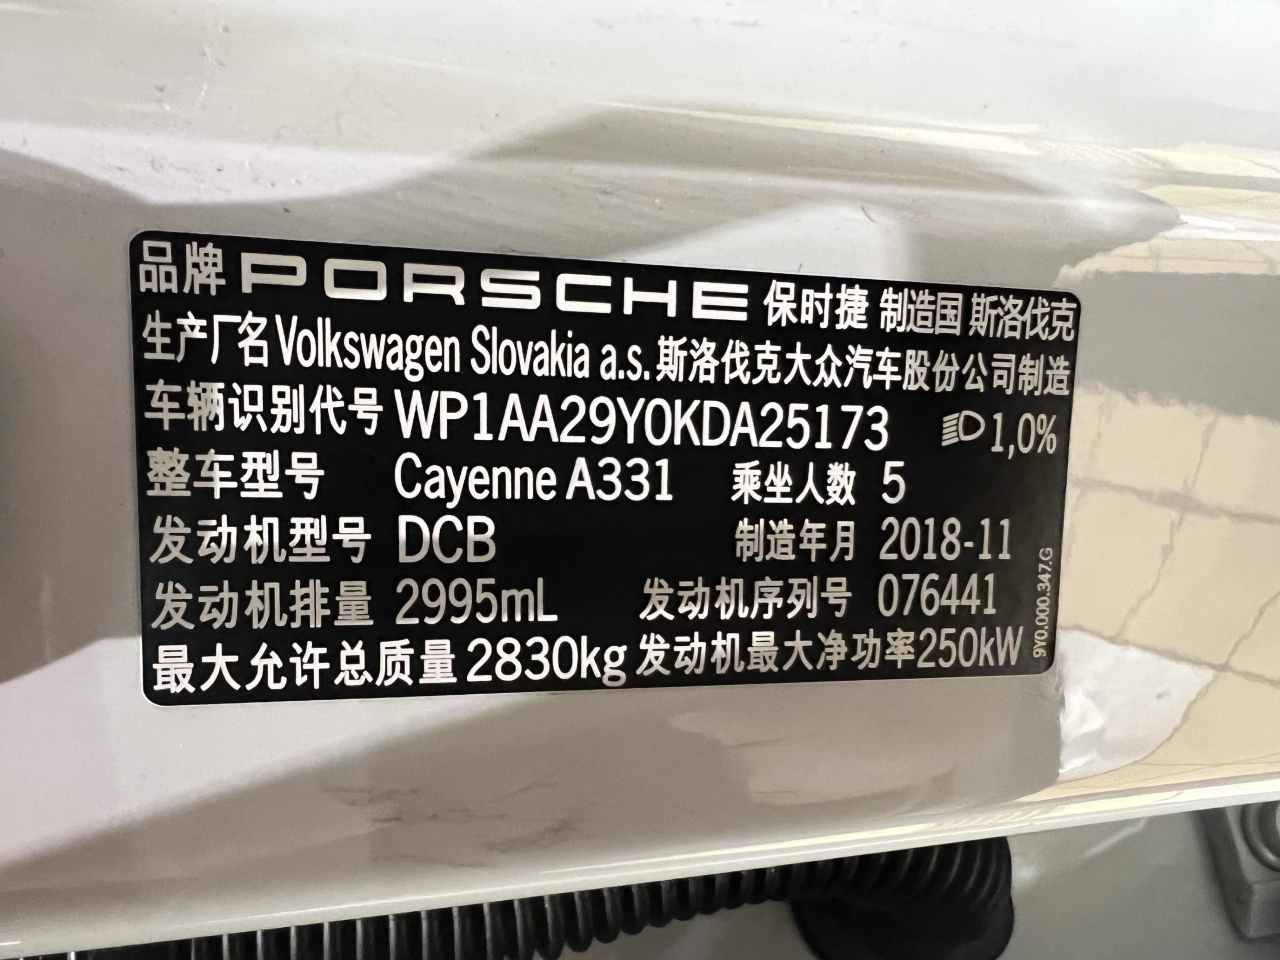 品牌 PORSCHE 保时捷 制造国 斯洛伐克
生产厂名 Volkswagen Slovakia a.s. 斯洛伐克大众汽车股份公司制造
车辆识别代号 WP1AA29Y0KDA25173 1,0%
整车型号 Cayenne A331 乘坐人数 5
发动机型号 DCB 制造年月 2018-11
发动机排量 2995mL 发动机序列号 076441
最大允许总质量 2830kg 发动机最大净功率 250kW
9Y0.000.347.G